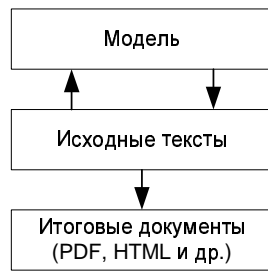 Модель
Исходные тексты
Итоговые документы
(PDF, HTML и др.)